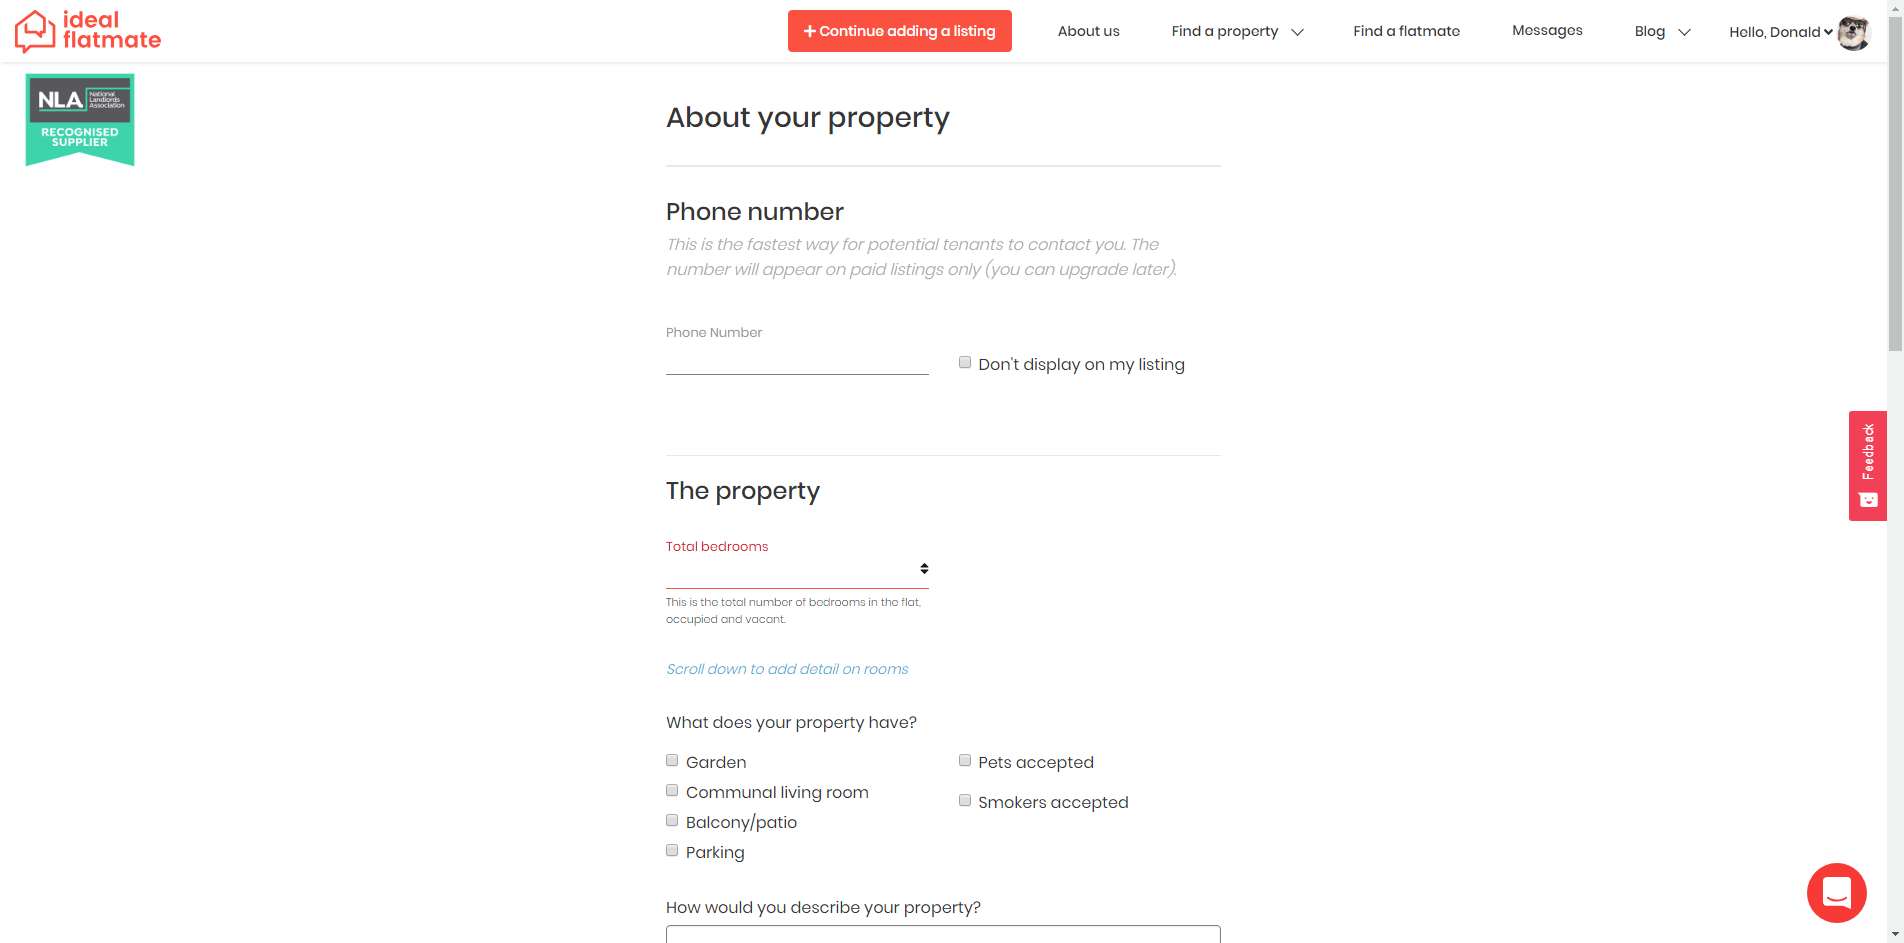 ideal
flatmate
Continue adding a listing
About us
Find a property
Find a flatmate
Messages
Blog
Hello, Donald
NLA
National
Landlords
Association
RECOGNISED
SUPPLIER
About your property
Phone number
This is the fastest way for potential tenants to contact you. The
number will appear on paid listings only (you can upgrade later).
Phone Number
Don't display on my listing
Feedback
The property
Total bedrooms
This is the total number of bedrooms in the flat,
occupied and vacant.
Scroll down to add detail on rooms
What does your property have?
Garden
Pets accepted
Communal living room
Smokers accepted
Balcony/patio
Parking
How would you describe your property?